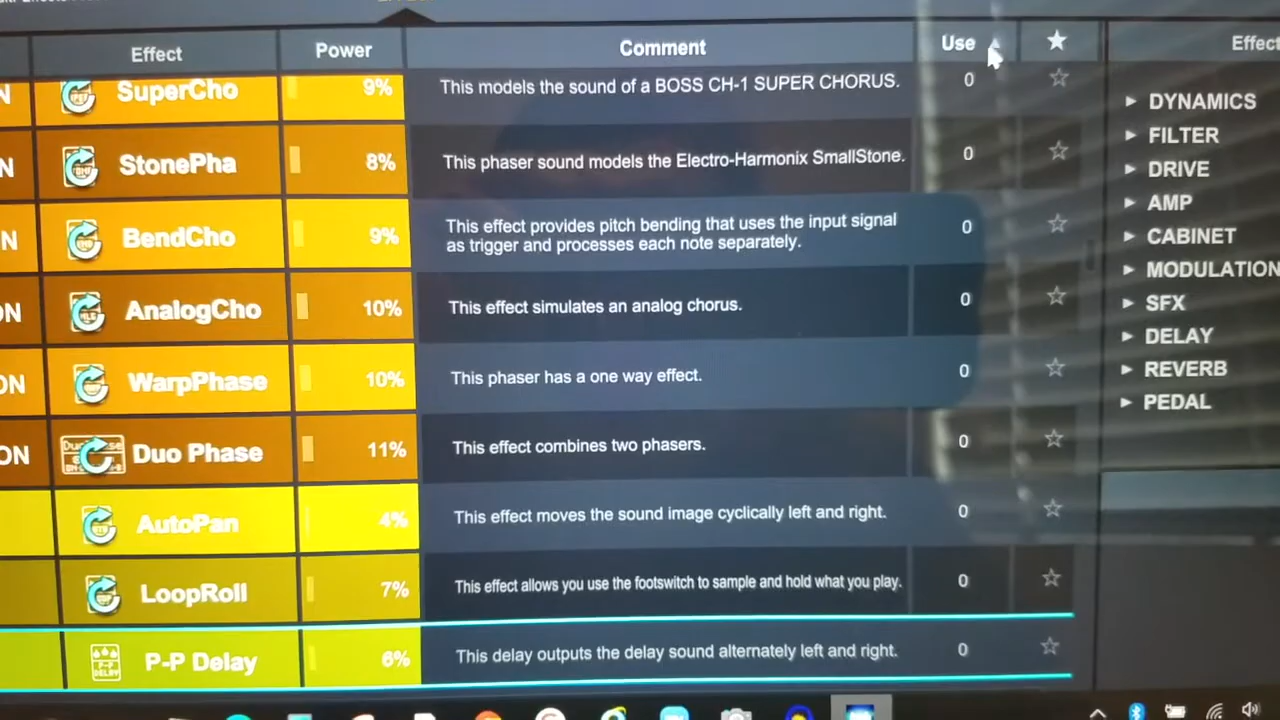 Effect Power Comment Use ★ Effect
N SuperCho 9% This models the sound of a BOSS CH-1 SUPER CHORUS. 0
N StonePha 8% This phaser sound models the Electro-Harmonix SmallStone. 0
N BendCho 9% This effect provides pitch bending that uses the input signal
as trigger and processes each note separately. 0
ON AnalogCho 10% This effect simulates an analog chorus. 0
ON WarpPhase 10% This phaser has a one way effect. 0
ON Duo Phase 11% This effect combines two phasers. 0
AutoPan 4% This effect moves the sound image cyclically left and right. 0
LoopRoll 7% This effect allows you use the footswitch to sample and hold what you play. 0
P-P DELAY P-P Delay 6% This delay outputs the delay sound alternately left and right. 0
DYNAMICS
FILTER
DRIVE
AMP
CABINET
MODULATION
SFX
DELAY
REVERB
PEDAL